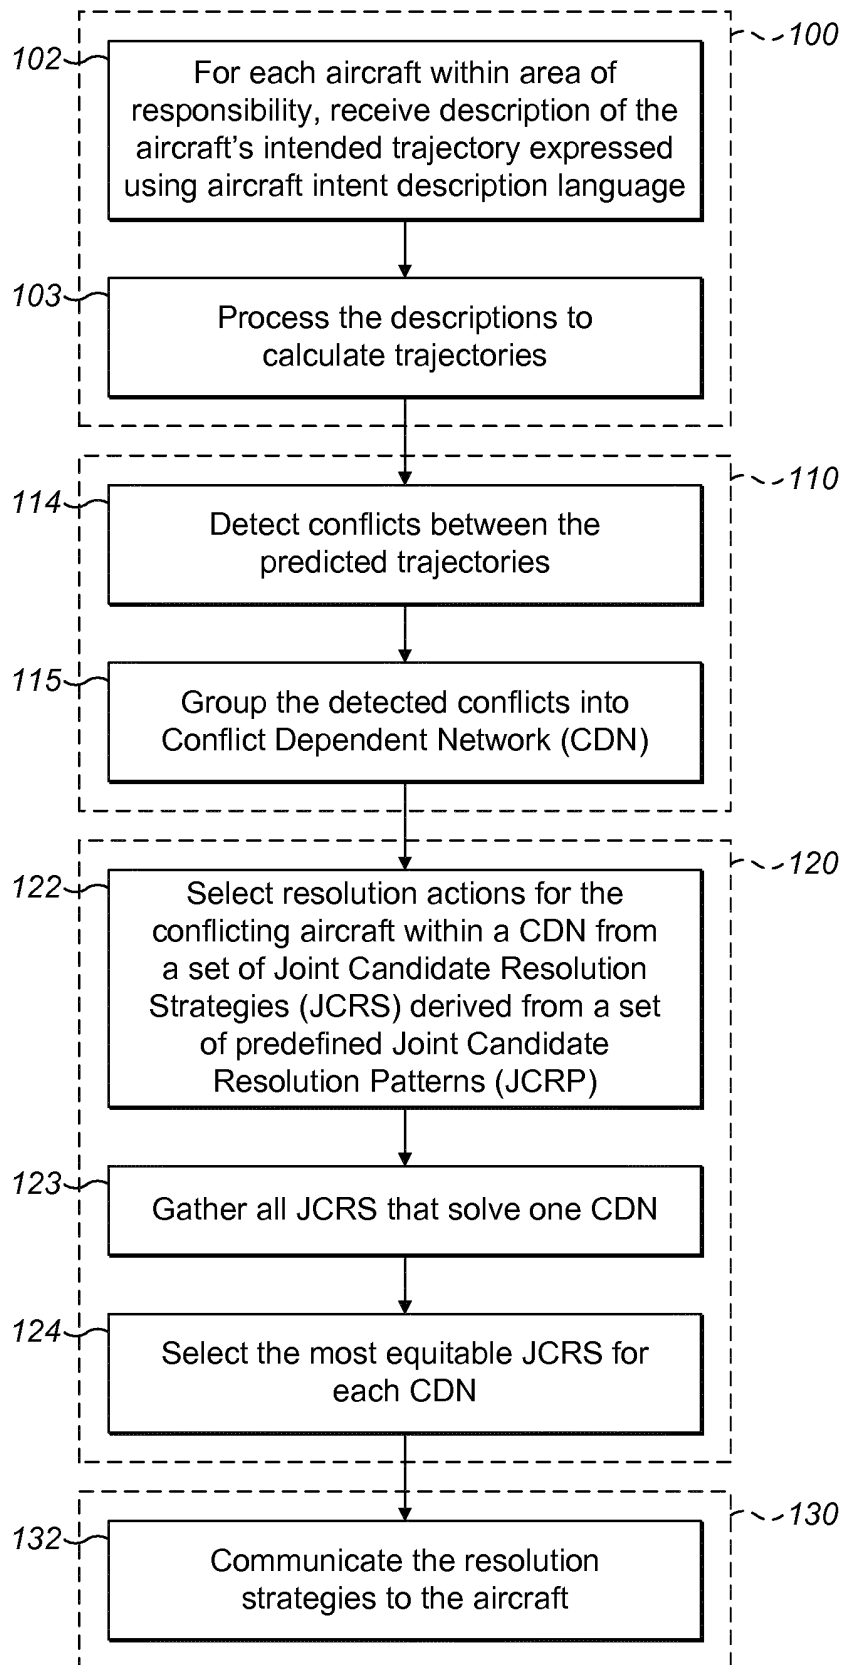 100
102
For each aircraft within area of
responsibility, receive description of the
aircraft's intended trajectory expressed
using aircraft intent description language
103
Process the descriptions to
calculate trajectories
110
114
Detect conflicts between the
predicted trajectories
115
Group the detected conflicts into
Conflict Dependent Network (CDN)
120
122
Select resolution actions for the
conflicting aircraft within a CDN from
a set of Joint Candidate Resolution
Strategies (JCRS) derived from a set
of predefined Joint Candidate
Resolution Patterns (JCRP)
123
Gather all JCRS that solve one CDN
124
Select the most equitable JCRS for
each CDN
130
132
Communicate the resolution
strategies to the aircraft